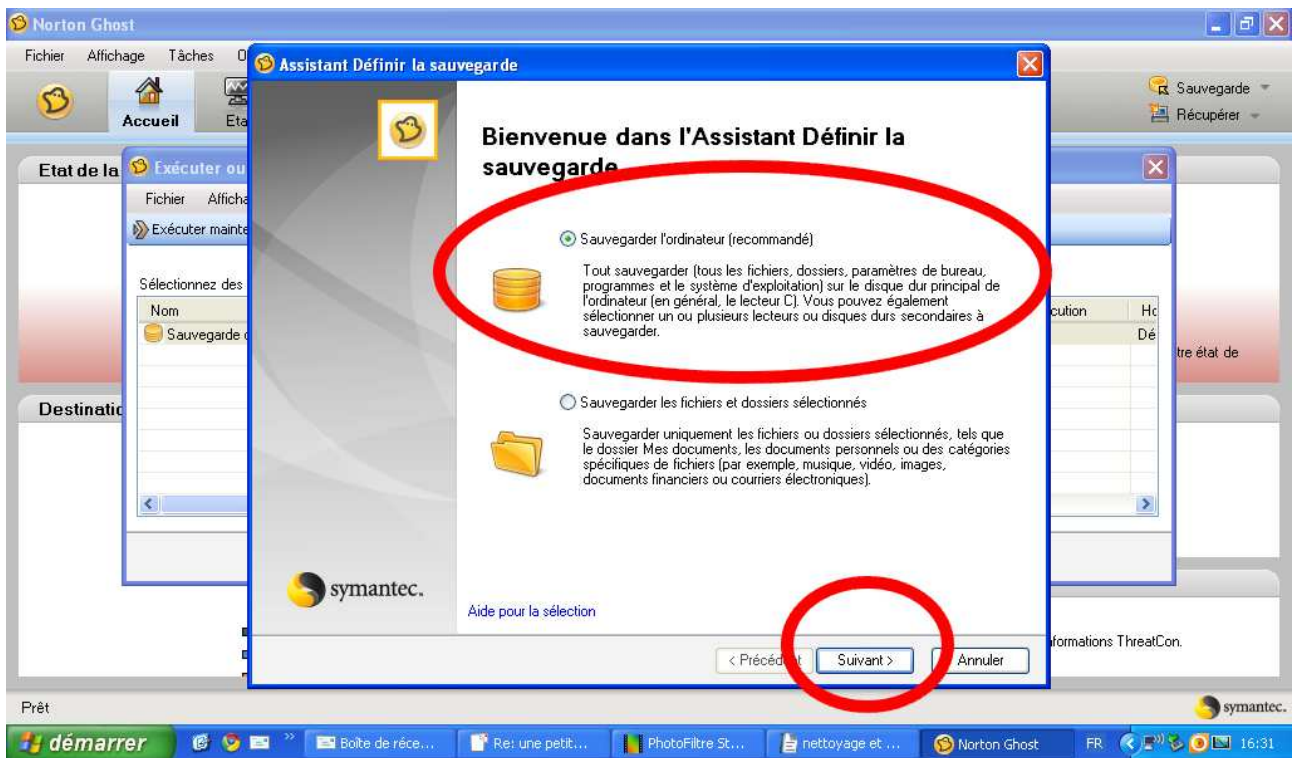 Norton Ghost
Fichier Affichage Tâches
Accueil
Sauvegarde
Récupérer
Etat de la
Exécuter ou
Fichier
Exécuter
Sélectionnez des
Nom
Sauvegarde
cution
Dé
tre état de
Assistant Définir la sauvegarde
Bienvenue dans l'Assistant Définir la
sauvegarde
Sauvegarder l'ordinateur (recommandé)
Tout sauvegarder (tous les fichiers, dossiers, paramètres de bureau,
programmes et le système d'exploitation) sur le disque dur principal de
l'ordinateur (en général, le lecteur C). Vous pouvez également
sélectionner un ou plusieurs lecteurs ou disques durs secondaires à
sauvegarder.
Sauvegarder les fichiers et dossiers sélectionnés
Sauvegarder uniquement les fichiers ou dossiers sélectionnés, tels que
le dossier Mes documents, les documents personnels ou des catégories
spécifiques de fichiers (par exemple, musique, vidéo, images,
documents financiers ou courriers électroniques).
symantec.
Aide pour la sélection
Suivant >
Annuler
ThreatCon.
Prêt
symantec.
démarrer
Boîte de réce...
Re: une petit...
PhotoFiltre St...
nettoyage et ...
Norton Ghost
FR
16:31